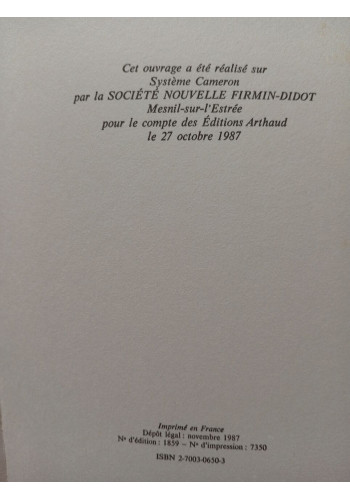 Cet ouvrage a été réalisé sur
Système Cameron
par la SOCIÉTÉ NOUVELLE FIRMIN-DIDOT
Mesnil-sur-l'Estrée
pour le compte des Éditions Arthaud
le 27 octobre 1987
Imprimé en France
Dépôt légal : novembre 1987
N° d'édition : 1859 – N° d'impression : 7350
ISBN 2-7003-0650-3